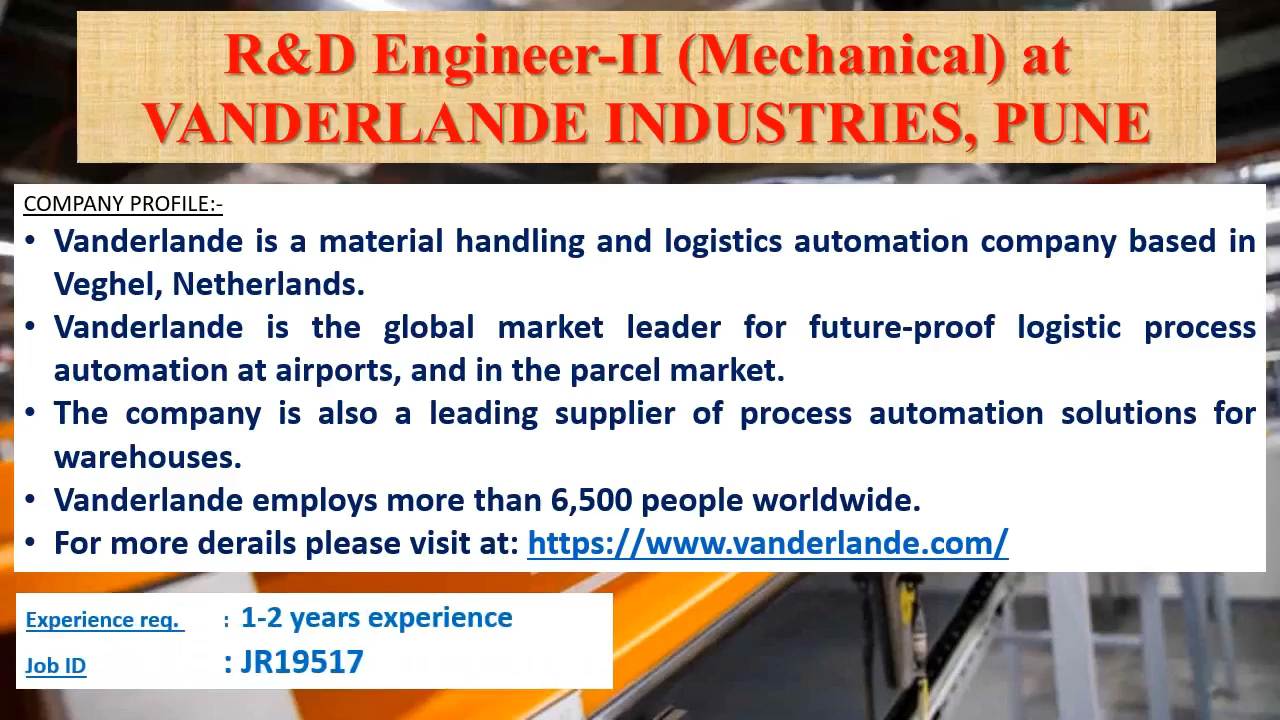 R&D Engineer-II (Mechanical) at
VANDERLANDE INDUSTRIES, PUNE
COMPANY PROFILE:-
• Vanderlande is a material handling and logistics automation company based in
Veghel, Netherlands.
• Vanderlande is the global market leader for future-proof logistic process
automation at airports, and in the parcel market.
• The company is also a leading supplier of process automation solutions for
warehouses.
• Vanderlande employs more than 6,500 people worldwide.
• For more derails please visit at: https://www.vanderlande.com/
Experience req. : 1-2 years experience
Job ID : JR19517